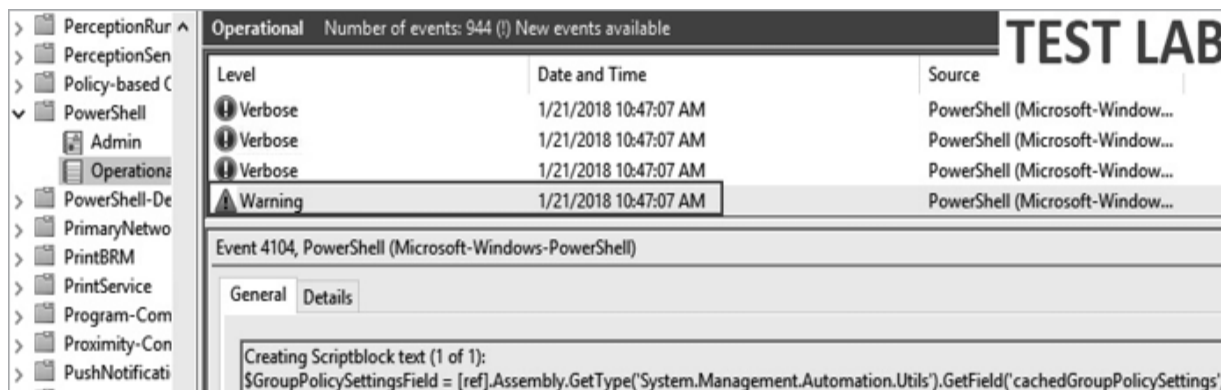 PerceptionRur
PerceptionSen
Policy-based C
PowerShell
Admin
Operationa
PowerShell-De
PrimaryNetwo
PrintBRM
PrintService
Program-Com
Proximity-Con
PushNotificati
Operational Number of events: 944 (!) New events available
TEST LAB
Level Date and Time Source
Verbose 1/21/2018 10:47:07 AM PowerShell (Microsoft-Window...
Verbose 1/21/2018 10:47:07 AM PowerShell (Microsoft-Window...
Verbose 1/21/2018 10:47:07 AM PowerShell (Microsoft-Window...
Warning 1/21/2018 10:47:07 AM PowerShell (Microsoft-Window...
Event 4104, PowerShell (Microsoft-Windows-PowerShell)
General Details
Creating Scriptblock text (1 of 1):
$GroupPolicySettingsField = [ref].Assembly.GetType('System.Management.Automation.Utils').GetField('cachedGroupPolicySettings'